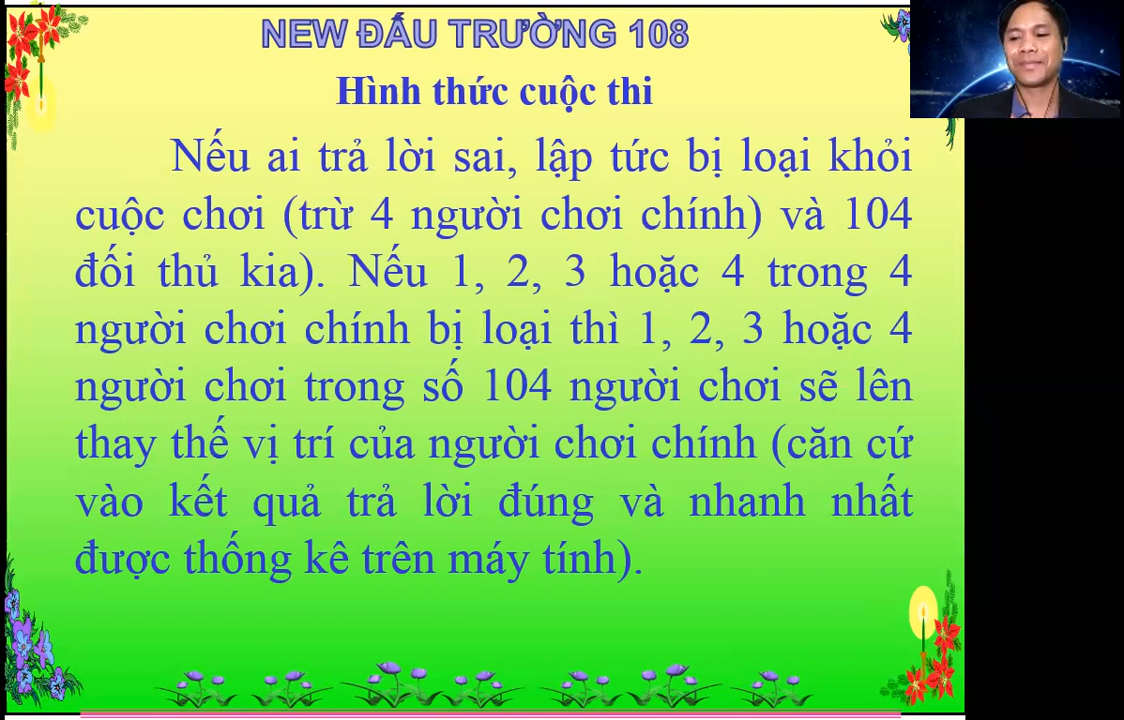 NEW ĐẤU TRƯỜNG 108
Hình thức cuộc thi
Nếu ai trả lời sai, lập tức bị loại khỏi
cuộc chơi (trừ 4 người chơi chính) và 104
đối thủ kia). Nếu 1, 2, 3 hoặc 4 trong 4
người chơi chính bị loại thì 1, 2, 3 hoặc 4
người chơi trong số 104 người chơi sẽ lên
thay thế vị trí của người chơi chính (căn cứ
vào kết quả trả lời đúng và nhanh nhất
được thống kê trên máy tính).